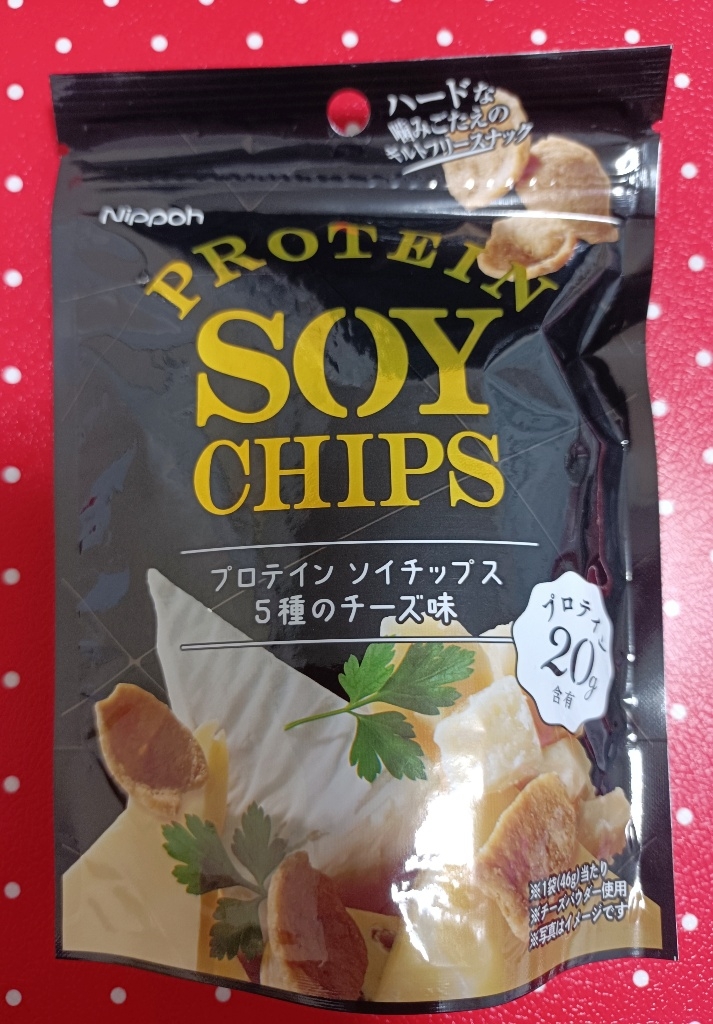 ハードな
噛みごたえの
ギルトフリースナック
Nippoh
PROTEIN
SOY
CHIPS
プロテイン ソイチップス
5種のチーズ味
プロテイン
20g
含有
※1袋(46g)当たり
※チーズパウダー使用
※写真はイメージです